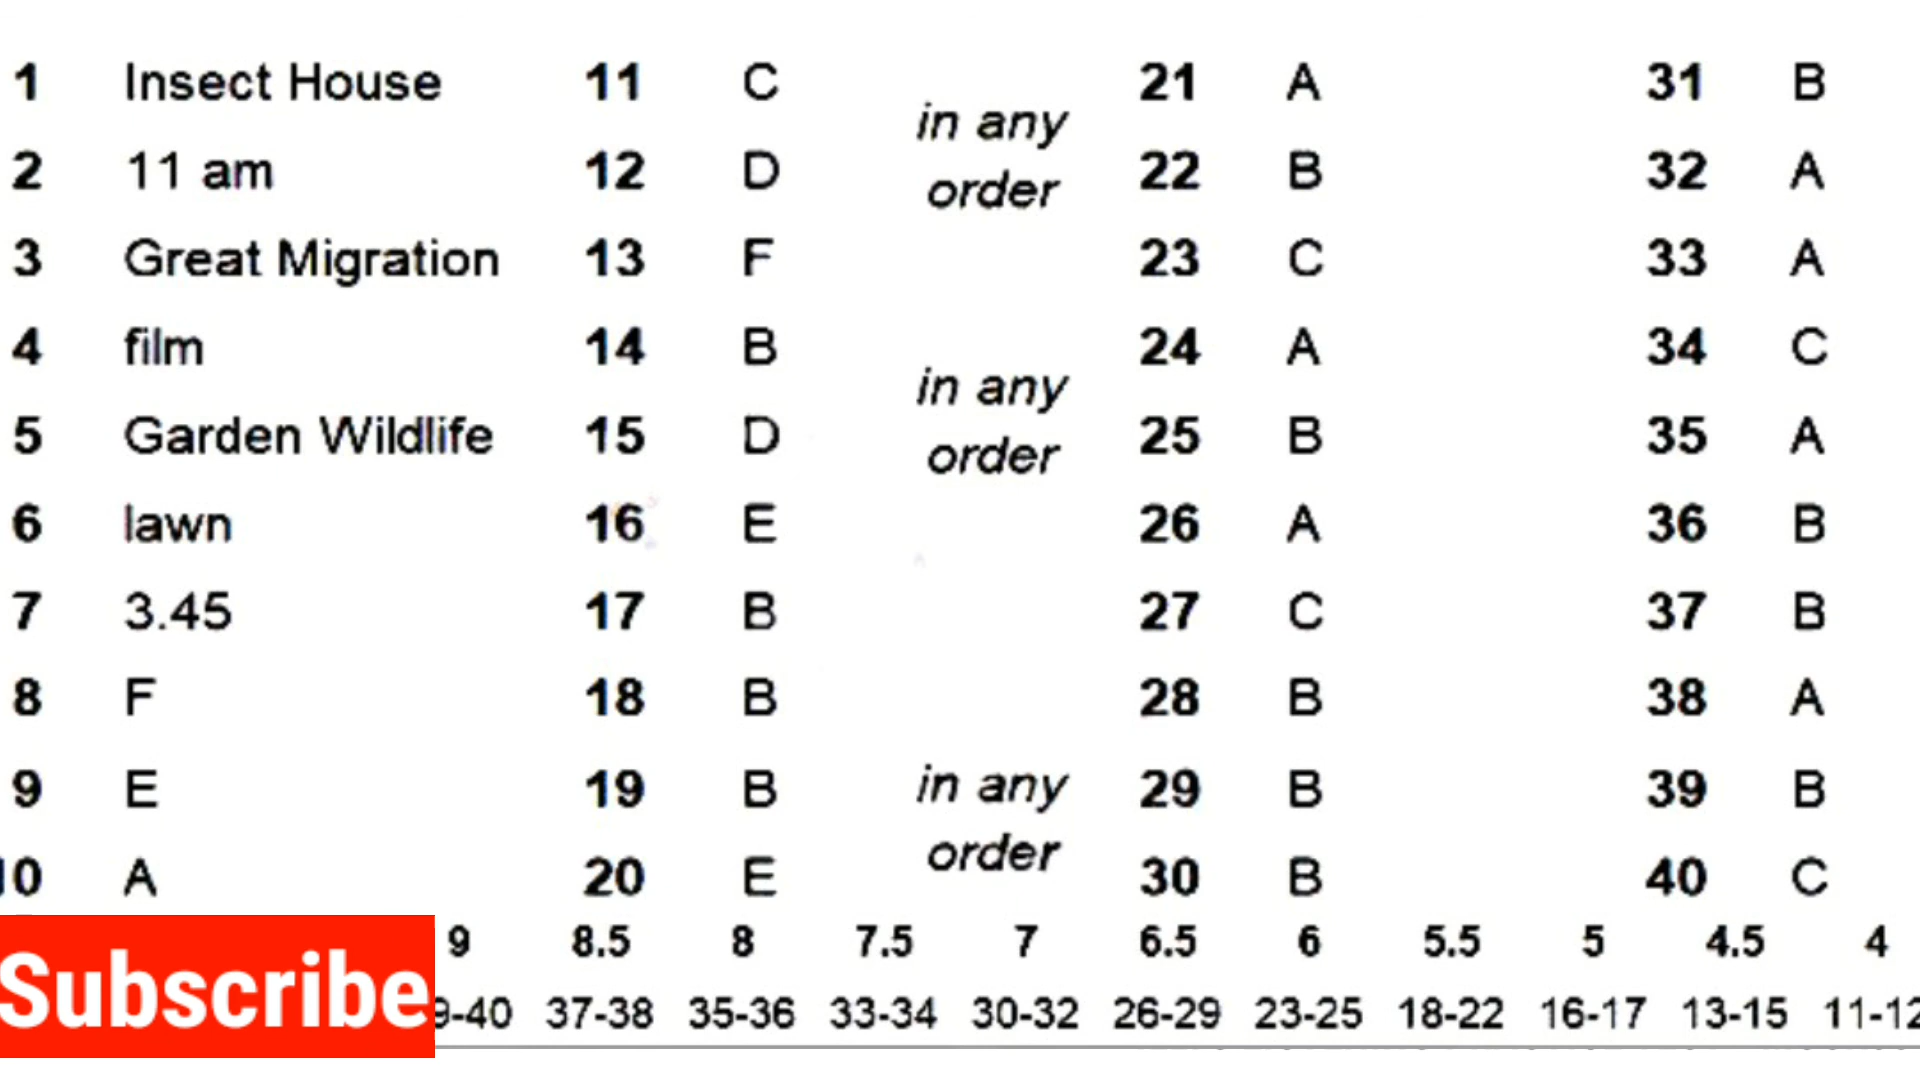 1 Insect House 11 C in any order 21 A 31 B
2 11 am 12 D 22 B 32 A
3 Great Migration 13 F 23 C 33 A
4 film 14 B in any order 24 A 34 C
5 Garden Wildlife 15 D 25 B 35 A
6 lawn 16 E 26 A 36 B
7 3.45 17 B 27 C 37 B
8 F 18 B 28 B 38 A
9 E 19 B in any order 29 B 39 B
10 A 20 E 30 B 40 C
9 8.5 8 7.5 7 6.5 6 5.5 5 4.5 4
Subscribe 9-40 37-38 35-36 33-34 30-32 26-29 23-25 18-22 16-17 13-15 11-12